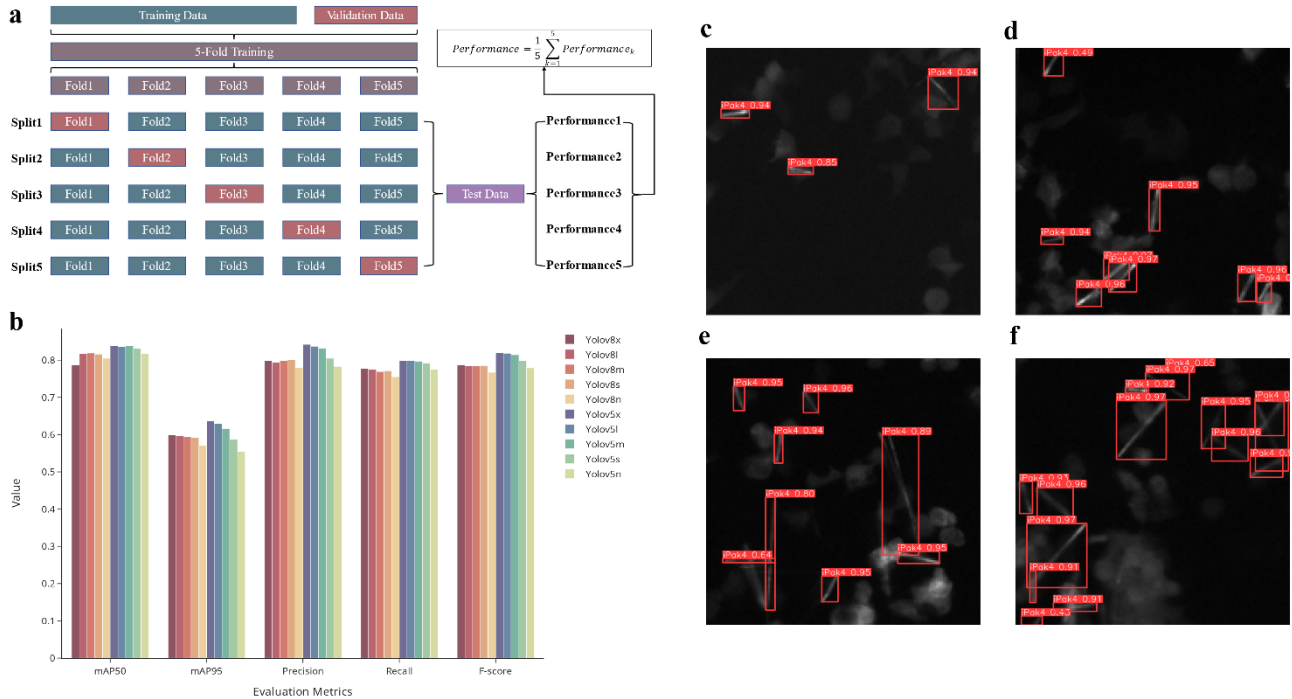 a
Training Data
Validation Data
5-Fold Training
Fold1 Fold2 Fold3 Fold4 Fold5
Split1 Fold1 Fold2 Fold3 Fold4 Fold5
Split2 Fold1 Fold2 Fold3 Fold4 Fold5
Split3 Fold1 Fold2 Fold3 Fold4 Fold5
Split4 Fold1 Fold2 Fold3 Fold4 Fold5
Split5 Fold1 Fold2 Fold3 Fold4 Fold5
Test Data
Performance1
Performance2
Performance3
Performance4
Performance5
Performance = 1/5 ∑ k=1 5 Performance k
b
Value
0.8
0.7
0.6
0.5
0.4
0.3
0.2
0.1
0
mAP50 mAP95 Precision Recall F-score
Evaluation Metrics
Yolov8x
Yolov8l
Yolov8m
Yolov8s
Yolov8n
Yolov5x
Yolov5l
Yolov5m
Yolov5s
Yolov5n
c
iPak4 0.94
iPak4 0.94
iPak4 0.85
d
iPak4 0.49
iPak4 0.95
iPak4 0.94
iPak4 0.97
iPak4 0.96
iPak4 0.96
iPak4
e
iPak4 0.95
iPak4 0.96
iPak4 0.94
iPak4 0.89
iPak4 0.80
iPak4 0.64
iPak4 0.95
iPak4 0.95
f
iPak4 0.65
iPak4 0.97
iPak4 0.92
iPak4 0.97
iPak4 0.95
iPak4
iPak4 0.96
iPak4
iPak4 0.93
iPak4 0.96
iPak4 0.97
iPak4 0.91
iPak4 0.91
iPak4 0.43